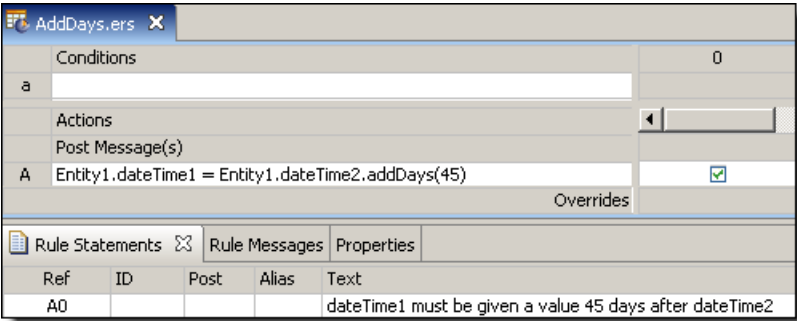 AddDays.ers
Conditions 0
a
Actions
Post Message(s)
A Entity1.dateTime1 = Entity1.dateTime2.addDays(45)
Overrides
Rule Statements Rule Messages Properties
Ref ID Post Alias Text
A0 dateTime1 must be given a value 45 days after dateTime2